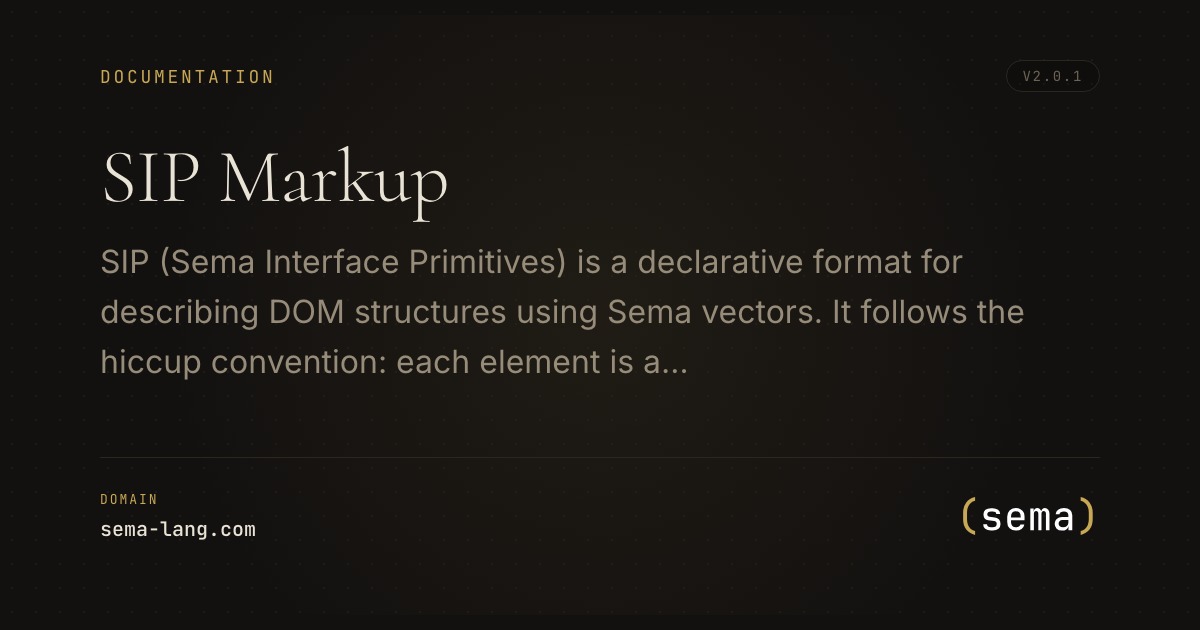 DOCUMENTATION
V2.0.1
SIP Markup
SIP (Sema Interface Primitives) is a declarative format for
describing DOM structures using Sema vectors. It follows the
hiccup convention: each element is a...
DOMAIN
sema-lang.com
(sema)